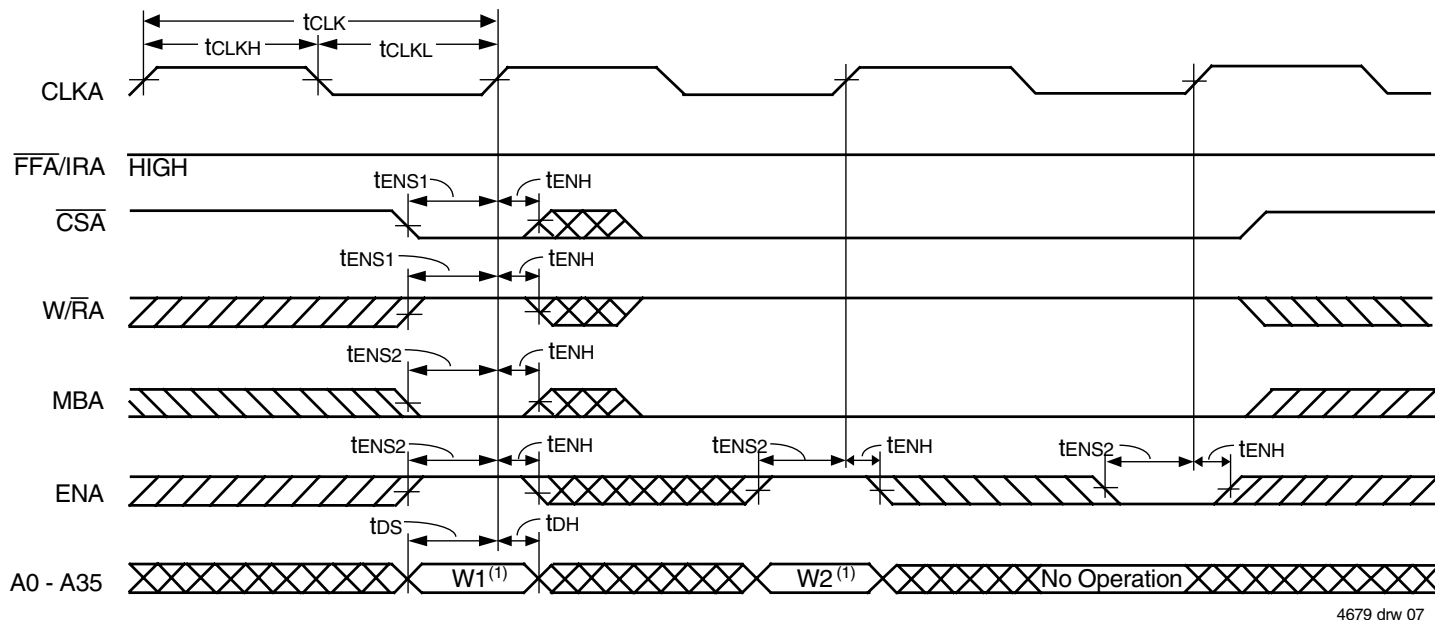 tCLK
tCLKH tCLKL
CLKA
FFA/IRA HIGH
tENS1 tENH
CSA
tENS1 tENH
W/RA
tENS2 tENH
MBA
tENS2 tENH tENS2 tENH tENS2 tENH
ENA
tDS tDH
A0 - A35 W1(1) W2(1) No Operation
4679 drw 07